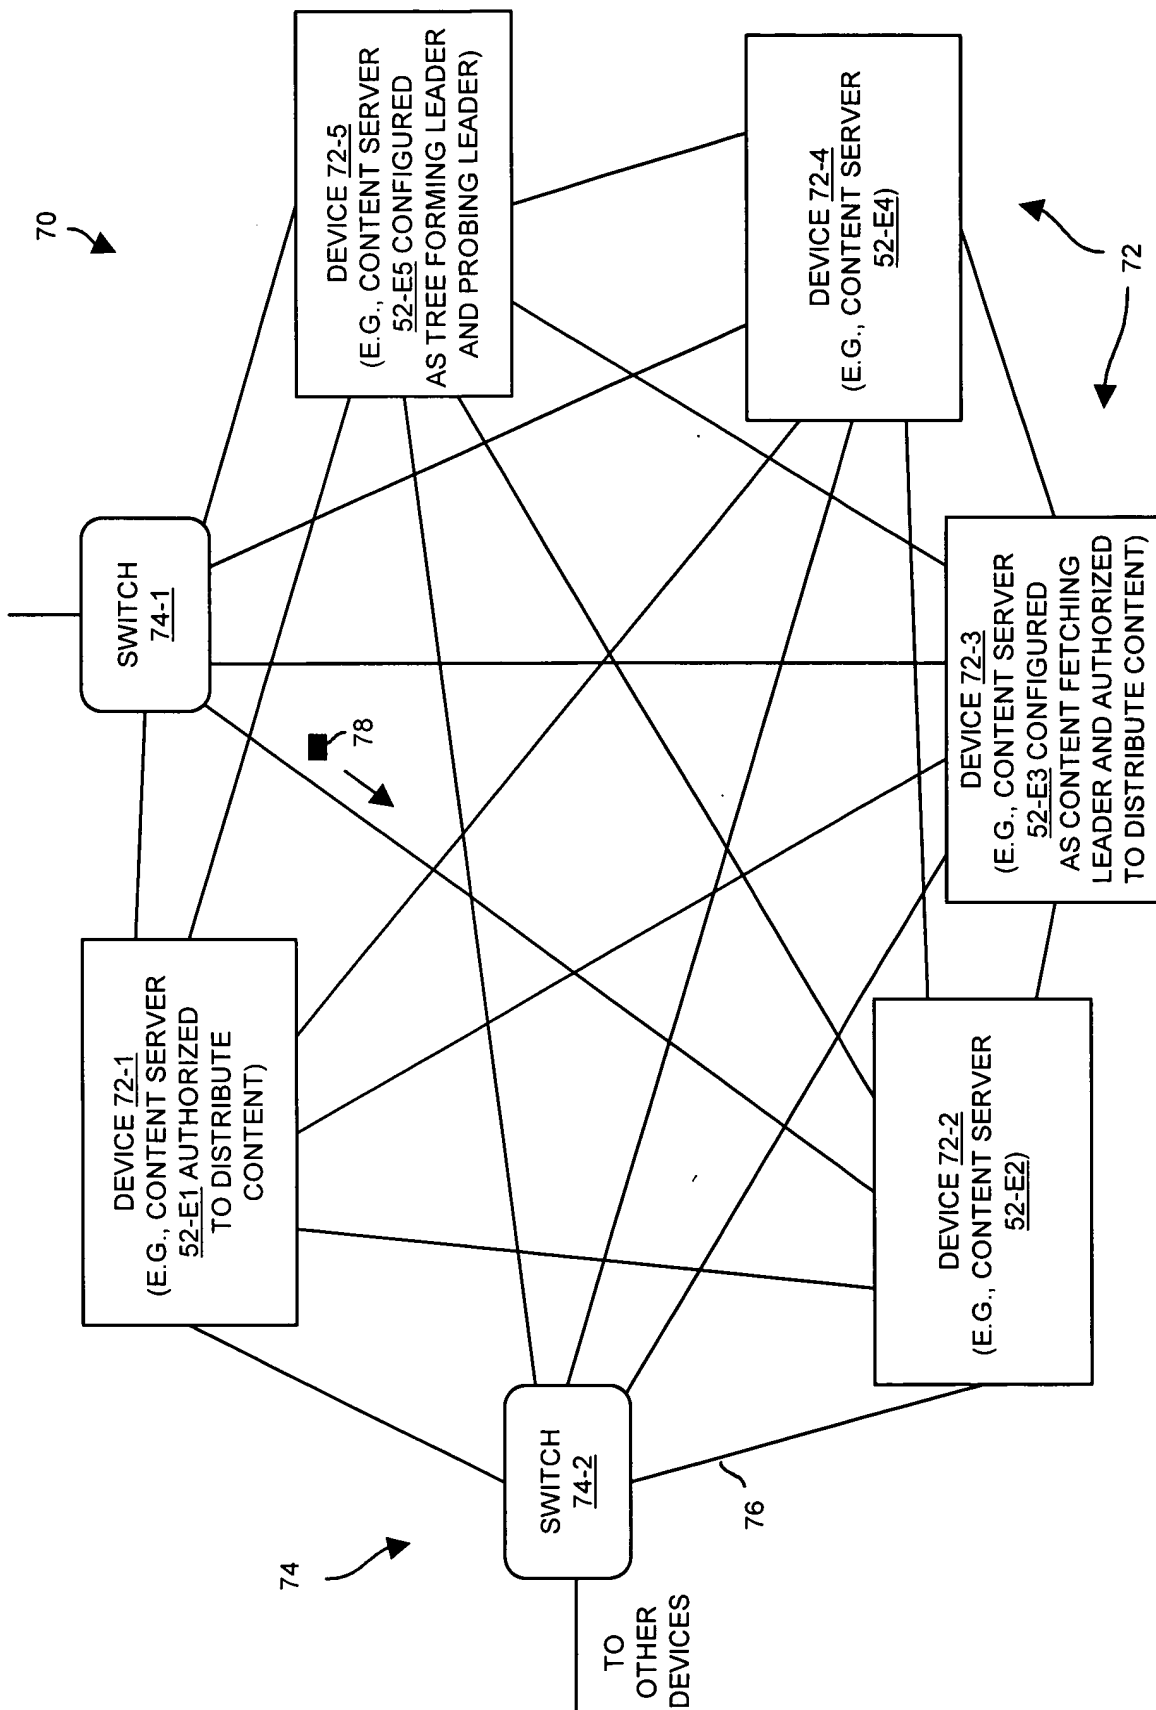 70
DEVICE 72-1
(E.G., CONTENT SERVER
52-E1 AUTHORIZED
TO DISTRIBUTE
CONTENT)
SWITCH
74-1
DEVICE 72-5
(E.G., CONTENT SERVER
52-E5 CONFIGURED
AS TREE FORMING LEADER
AND PROBING LEADER)
74
78
SWITCH
74-2
TO
OTHER
DEVICES
76
DEVICE 72-4
(E.G., CONTENT SERVER
52-E4)
DEVICE 72-2
(E.G., CONTENT SERVER
52-E2)
DEVICE 72-3
(E.G., CONTENT SERVER
52-E3 CONFIGURED
AS CONTENT FETCHING
LEADER AND AUTHORIZED
TO DISTRIBUTE CONTENT)
72